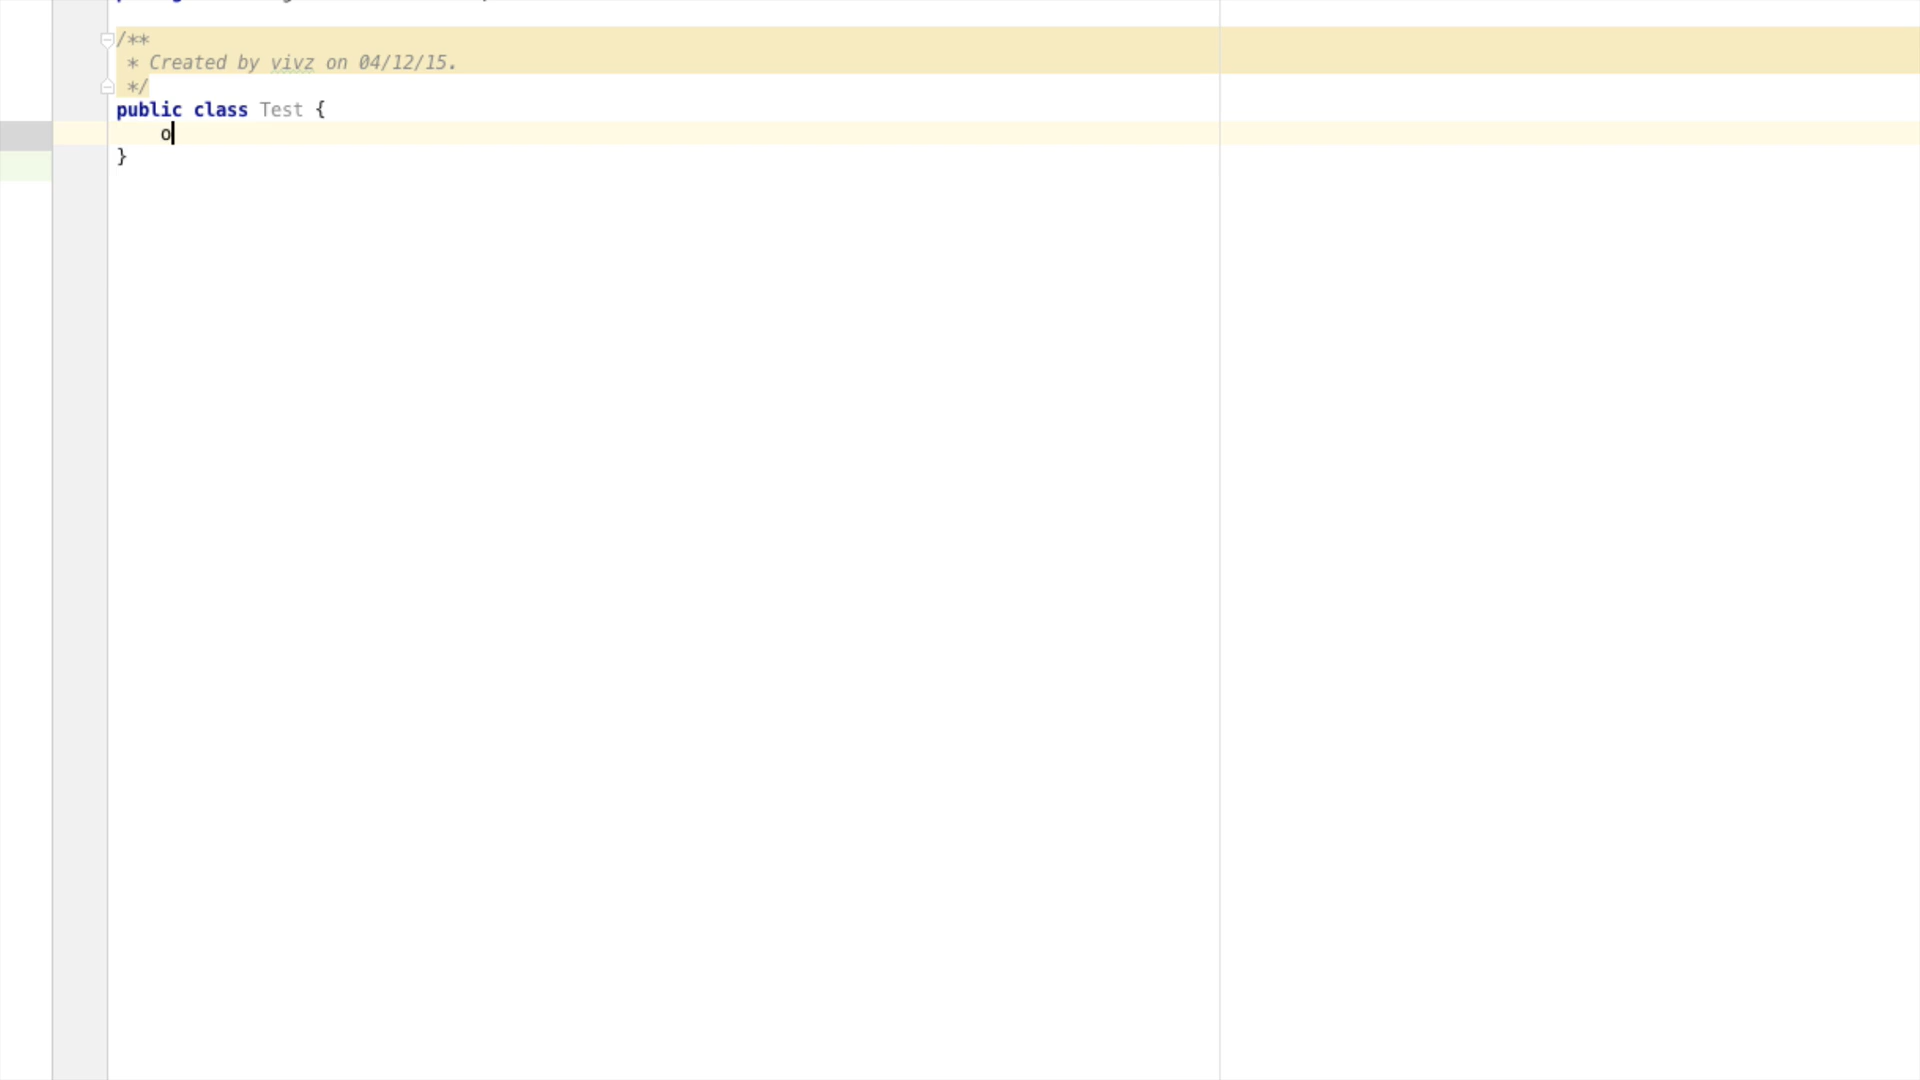 /**
 * Created by vivz on 04/12/15.
 */
public class Test {
    o
}